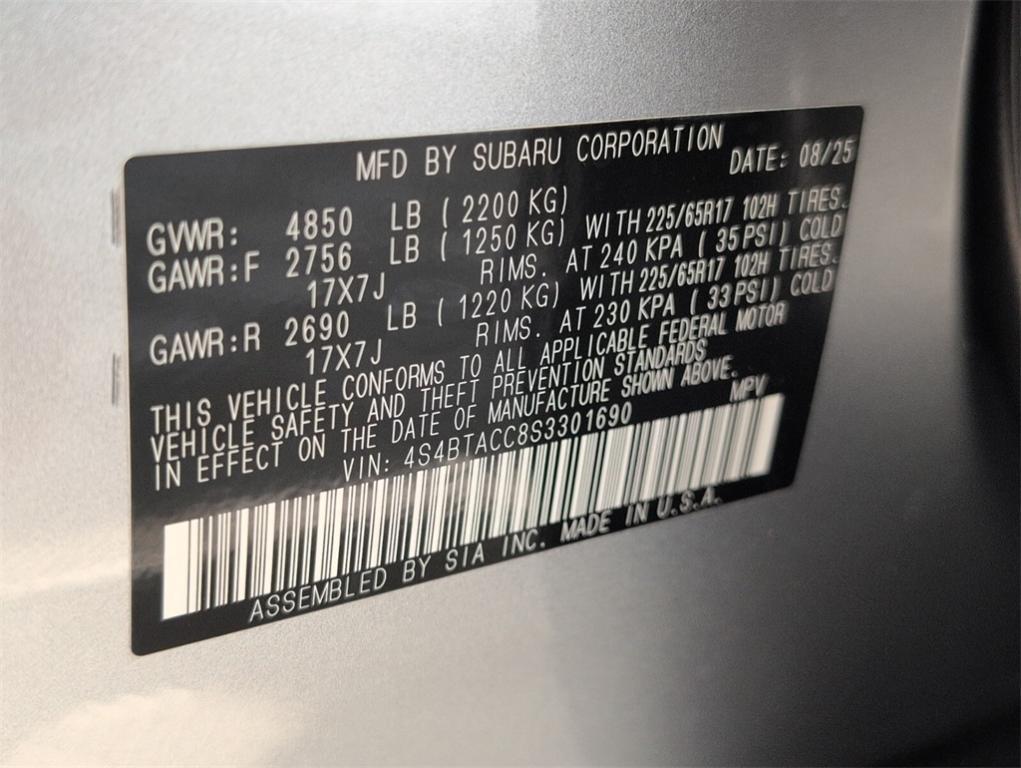 MFD BY SUBARU CORPORATION DATE: 08/25
GVWR: 4850 LB ( 2200 KG)
GAWR:F 2756 LB ( 1250 KG) WITH 225/65R17 102H TIRES.
17X7J RIMS. AT 240 KPA ( 35 PSI) COLD
GAWR:R 2690 LB ( 1220 KG) WITH 225/65R17 102H TIRES.
17X7J RIMS. AT 230 KPA ( 33 PSI) COLD
THIS VEHICLE CONFORMS TO ALL APPLICABLE FEDERAL MOTOR
VEHICLE SAFETY AND THEFT PREVENTION STANDARDS
IN EFFECT ON THE DATE OF MANUFACTURE SHOWN ABOVE.
VIN: 4S4BTACC8S3301690 MPV
ASSEMBLED BY SIA INC. MADE IN U.S.A.